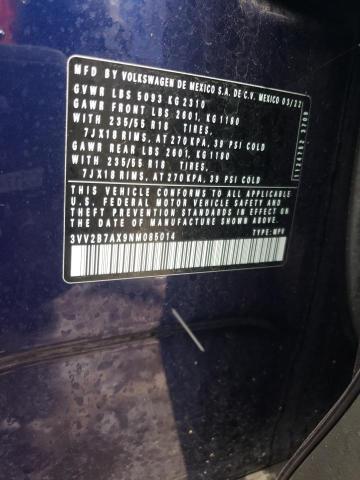 MFD BY VOLKSWAGEN DE MEXICO S.A. DE C.V. MEXICO 03/22
GVWR LBS 5093 KG 2310
GAWR FRONT LBS 2601, KG 1180
WITH 235/55 R18 TIRES,
7JX18 RIMS, AT 270 KPA, 39 PSI COLD
GAWR REAR LBS 2601, KG 1180
WITH 235/55 R18 TIRES,
7JX18 RIMS, AT 270 KPA, 39 PSI COLD
THIS VEHICLE CONFORMS TO ALL APPLICABLE
U.S. FEDERAL MOTOR VEHICLE SAFETY AND
THEFT PREVENTION STANDARDS IN EFFECT ON
THE DATE OF MANUFACTURE SHOWN ABOVE.
3VV2B7AX9NM085014 TYPE: MPV